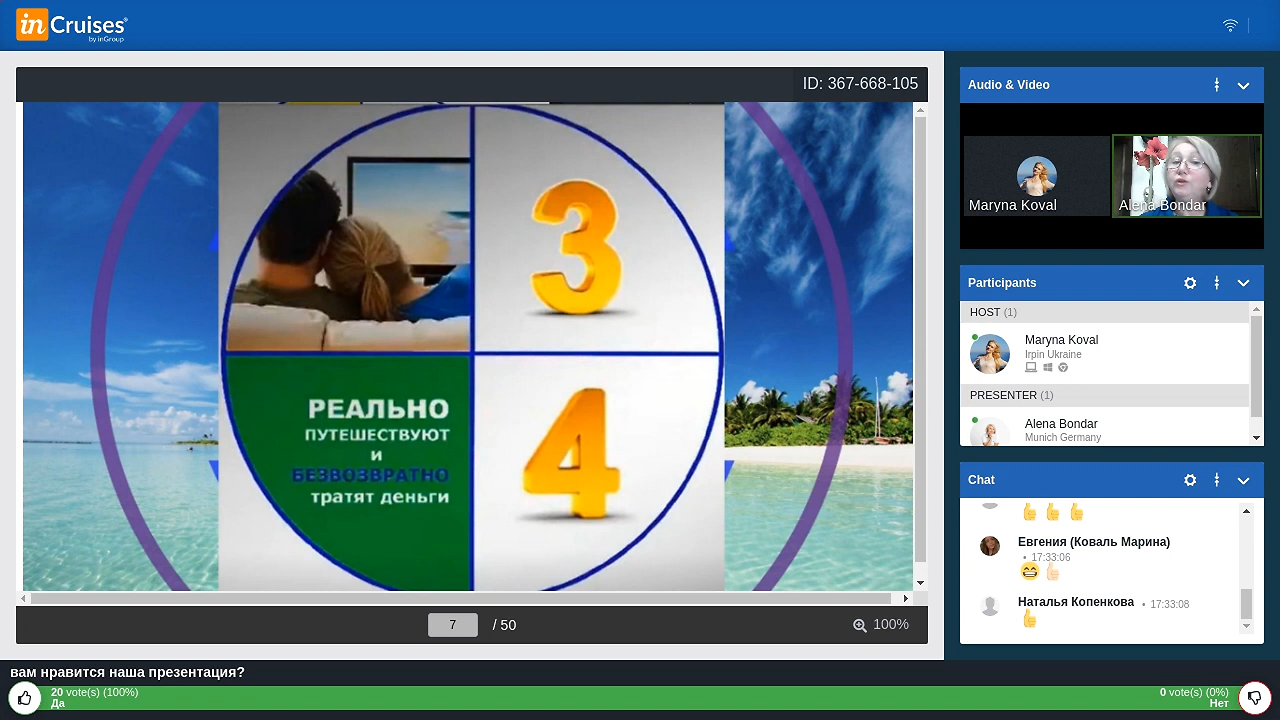 in Cruises®
by inGroup
ID: 367-668-105
3
РЕАЛЬНО
ПУТЕШЕСТВУЮТ
и
БЕЗВОЗВРАТНО
тратят деньги
4
7 / 50
100%
Audio & Video
Maryna Koval
Alena Bondar
Participants
HOST (1)
Maryna Koval
Irpin Ukraine
PRESENTER (1)
Alena Bondar
Munich Germany
Chat
Евгения (Коваль Марина)
• 17:33:06
Наталья Копенкова • 17:33:08
вам нравится наша презентация?
20 vote(s) (100%)
Да
0 vote(s) (0%)
Нет